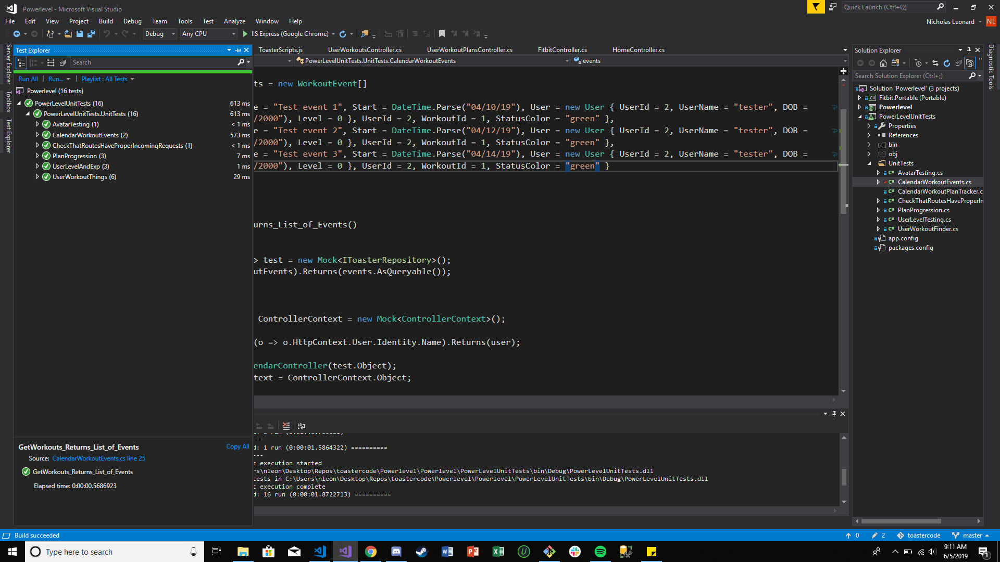 Powerlevel - Microsoft Visual Studio
Quick Launch (Ctrl+Q)
File Edit View Project Build Debug Team Tools Test Analyze Window Help
Nicholas Leonard NL
Debug Any CPU IIS Express (Google Chrome)
Server Explorer
Toolbox
Test Explorer
Test Explorer
Search
Run All | Run... | Playlist : All Tests
Powerlevel (16 tests)
PowerLevelUnitTests (16) 613 ms
PowerLevelUnitTests.UnitTests (16) 613 ms
AvatarTesting (1) < 1 ms
CalendarWorkoutEvents (2) 573 ms
CheckThatRoutesHaveProperIncomingRequests (1) < 1 ms
PlanProgression (3) 7 ms
UserLevelAndExp (3) 1 ms
UserWorkoutThings (6) 29 ms
GetWorkouts_Returns_List_of_Events Copy All
Source: CalendarWorkoutEvents.cs line 25
GetWorkouts_Returns_List_of_Events
Elapsed time: 0:00:00.5686923
ToasterScripts.js UserWorkoutsController.cs UserWorkoutPlansController.cs FitbitController.cs HomeController.cs
PowerLevelUnitTests.UnitTests.CalendarWorkoutEvents events
ts = new WorkoutEvent[]
e = "Test event 1", Start = DateTime.Parse("04/10/19"), User = new User { UserId = 2, UserName = "tester", DOB =
/2000"), Level = 0 }, UserId = 2, WorkoutId = 1, StatusColor = "green" },
e = "Test event 2", Start = DateTime.Parse("04/12/19"), User = new User { UserId = 2, UserName = "tester", DOB =
/2000"), Level = 0 }, UserId = 2, WorkoutId = 1, StatusColor = "green" },
e = "Test event 3", Start = DateTime.Parse("04/14/19"), User = new User { UserId = 2, UserName = "tester", DOB =
/2000"), Level = 0 }, UserId = 2, WorkoutId = 1, StatusColor = "green" }
urns_List_of_Events()
> test = new Mock<IToasterRepository>();
utEvents).Returns(events.AsQueryable());
ControllerContext = new Mock<ControllerContext>();
(o => o.HttpContext.User.Identity.Name).Returns(user);
endarController(test.Object);
text = ControllerContext.Object;
---
d: 1 run (0:00:01.5864322) ==========
---
t execution started
rs\nleon\Desktop\Repos\toastercode\Powerlevel\Powerlevel\PowerLevelUnitTests\bin\Debug\PowerLevelUnitTests.dll
tests in C:\Users\nleon\Desktop\Repos\toastercode\Powerlevel\Powerlevel\PowerLevelUnitTests\bin\Debug\PowerLevelUnitTests.dll
t execution complete
d: 16 run (0:00:01.8722713) ==========
Solution Explorer
Search Solution Explorer (Ctrl+;)
Solution 'Powerlevel' (3 projects)
Fitbit.Portable (Portable)
Powerlevel
PowerLevelUnitTests
Properties
References
bin
obj
UnitTests
C# AvatarTesting.cs
C# CalendarWorkoutEvents.cs
C# CalendarWorkoutPlanTracker.c
C# CheckThatRoutesHaveProperIn
C# PlanProgression.cs
C# UserLevelTesting.cs
C# UserWorkoutFinder.cs
app.config
packages.config
Diagnostic Tools
Build succeeded
0 2 toastercode master
Type here to search
9:11 AM
6/5/2019
1